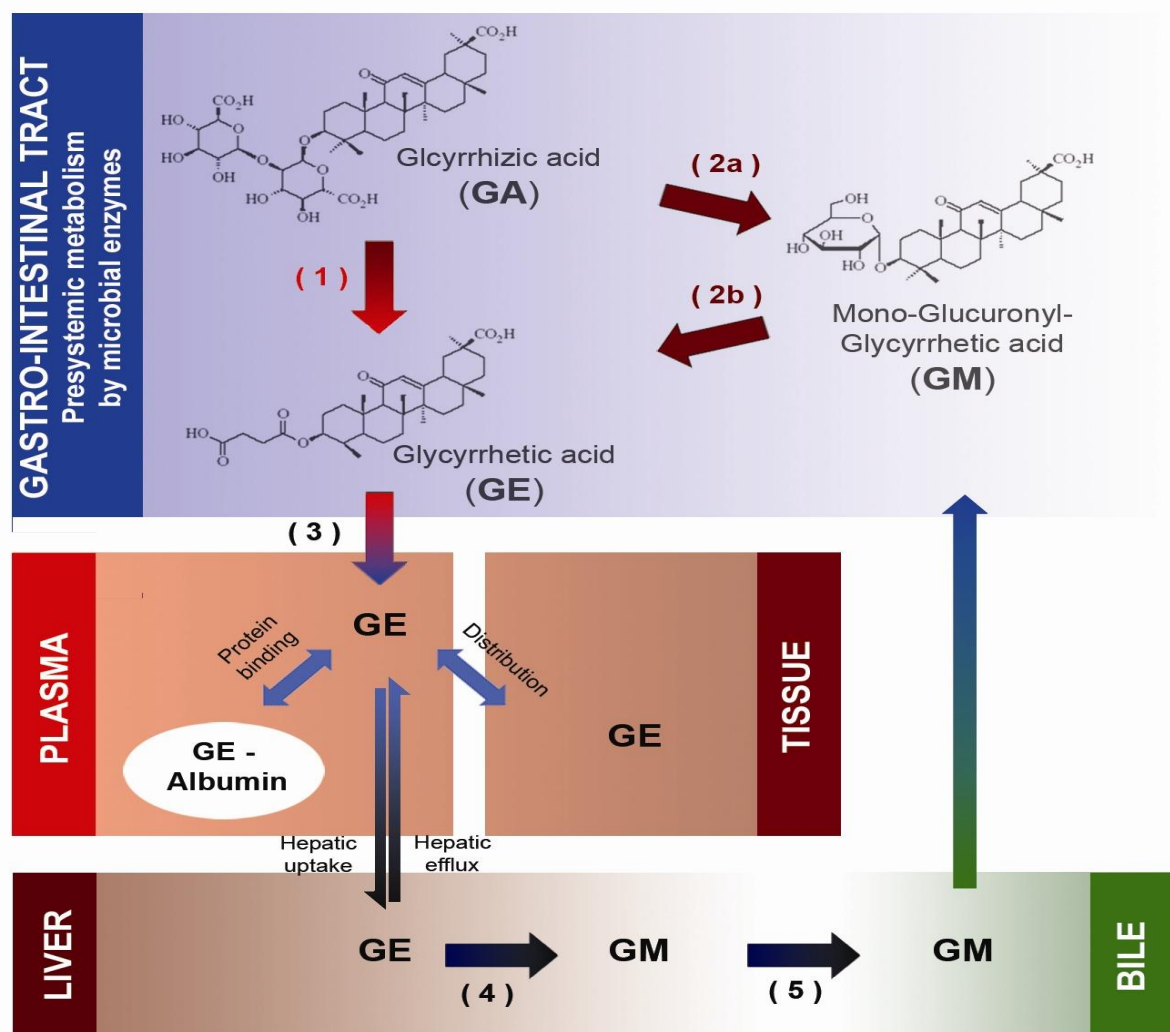 GASTRO-INTESTINAL TRACT
Presystemic metabolism
by microbial enzymes
CO₂H
O
CO₂H
HO
O
O
HO
O
O
HO
OH
O
HO
CO₂H
HO
OH
Glcyrrhizic acid
(GA)
( 2a )
CO₂H
O
HO
O
OH
HO
HO
O
( 1 )
( 2b )
Mono-Glucuronyl-
Glycyrrhetic acid
(GM)
CO₂H
O
O
HO
O
O
Glycyrrhetic acid
(GE)
( 3 )
PLASMA
GE
Protein
binding
Distribution
GE -
Albumin
GE
TISSUE
Hepatic
uptake
Hepatic
efflux
LIVER
GE
( 4 )
GM
( 5 )
GM
BILE